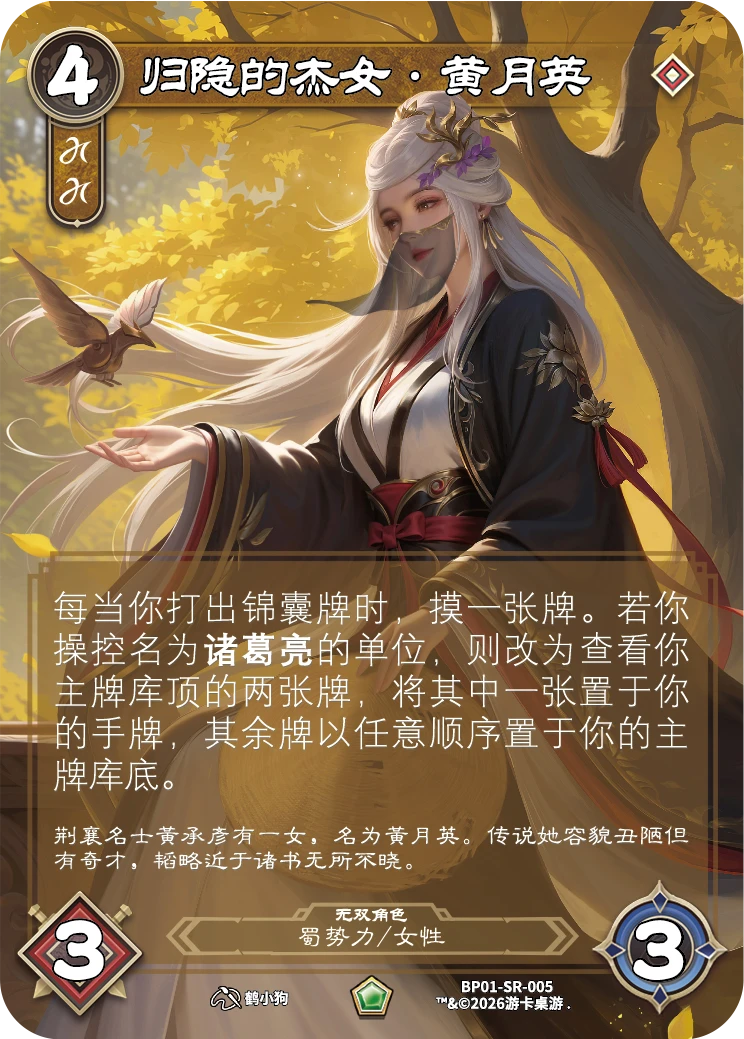 4
归隐的杰女·黄月英
每当你打出锦囊牌时，摸一张牌。若你
操控名为诸葛亮的单位，则改为查看你
主牌库顶的两张牌，将其中一张置于你
的手牌，其余牌以任意顺序置于你的主
牌库底。
荆襄名士黄承彦有一女，名为黄月英。传说她容貌丑陋但
有奇才，韬略近于诸书无所不晓。
无双角色
蜀势力/女性
3
3
鹤小狗
BP01-SR-005
™&©2026游卡桌游.